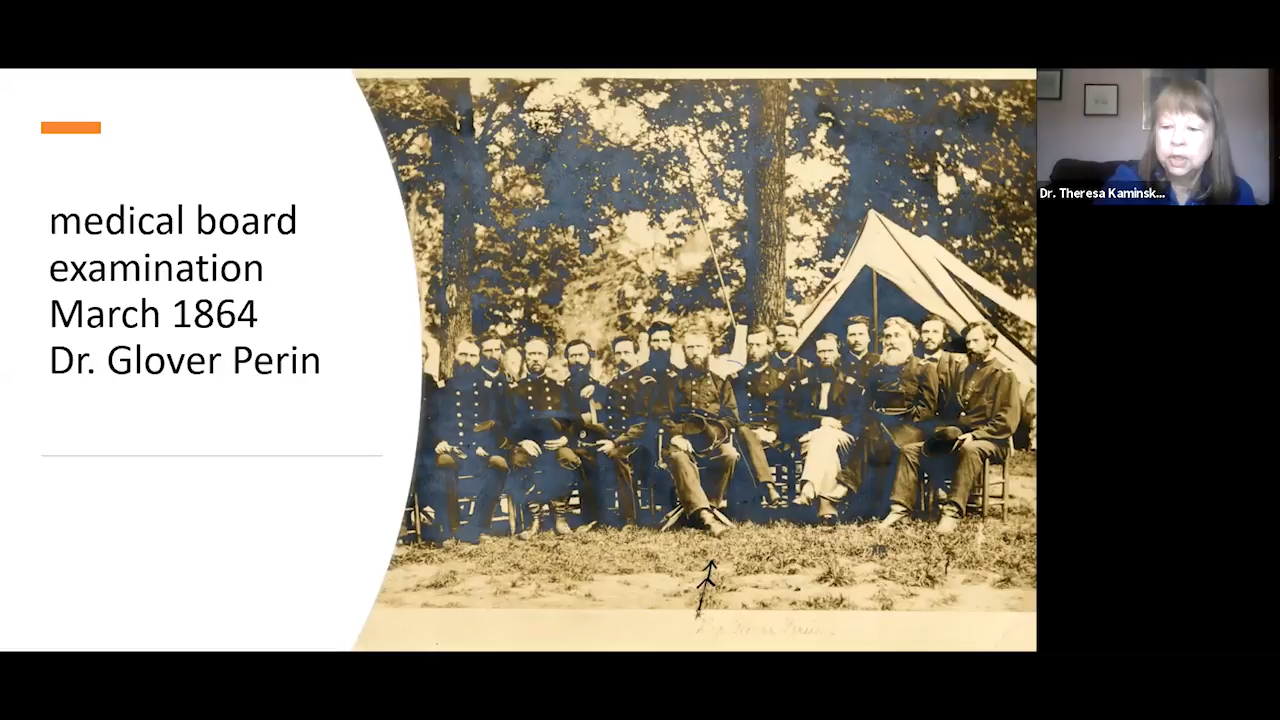 medical board
examination
March 1864
Dr. Glover Perin
Dr. Theresa Kaminsk...